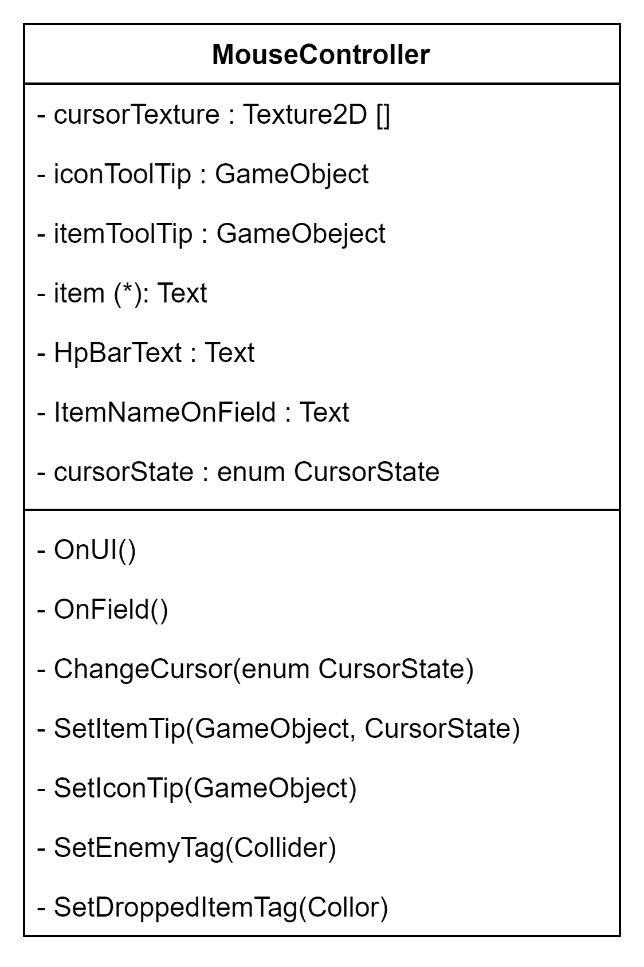 MouseController
- cursorTexture : Texture2D []
- iconToolTip : GameObject
- itemToolTip : GameObeject
- item (*): Text
- HpBarText : Text
- ItemNameOnField : Text
- cursorState : enum CursorState
- OnUI()
- OnField()
- ChangeCursor(enum CursorState)
- SetItemTip(GameObject, CursorState)
- SetIconTip(GameObject)
- SetEnemyTag(Collider)
- SetDroppedItemTag(Collor)